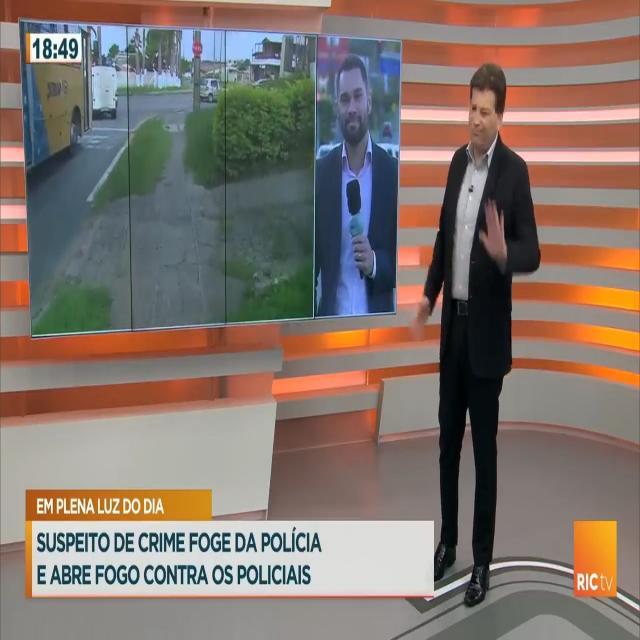 18:49
EM PLENA LUZ DO DIA
SUSPEITO DE CRIME FOGE DA POLÍCIA
E ABRE FOGO CONTRA OS POLICIAIS
RIC tv